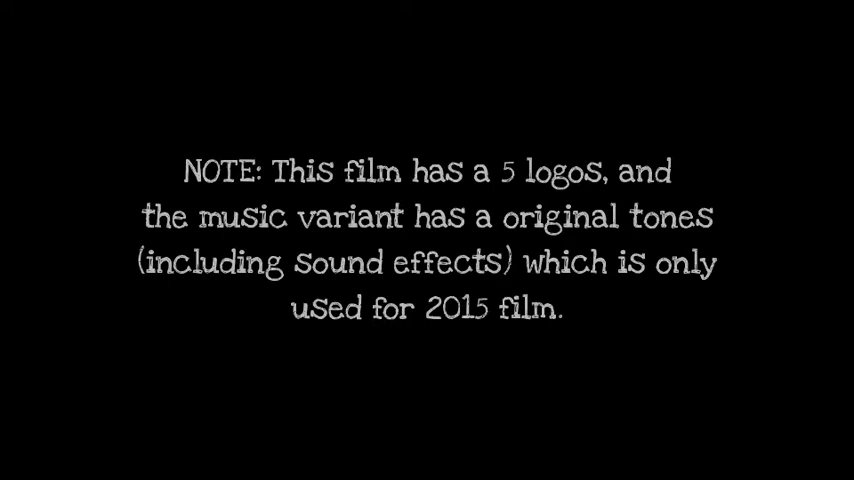 NOTE: This film has a 5 logos, and
the music variant has a original tones
(including sound effects) which is only
used for 2015 film.